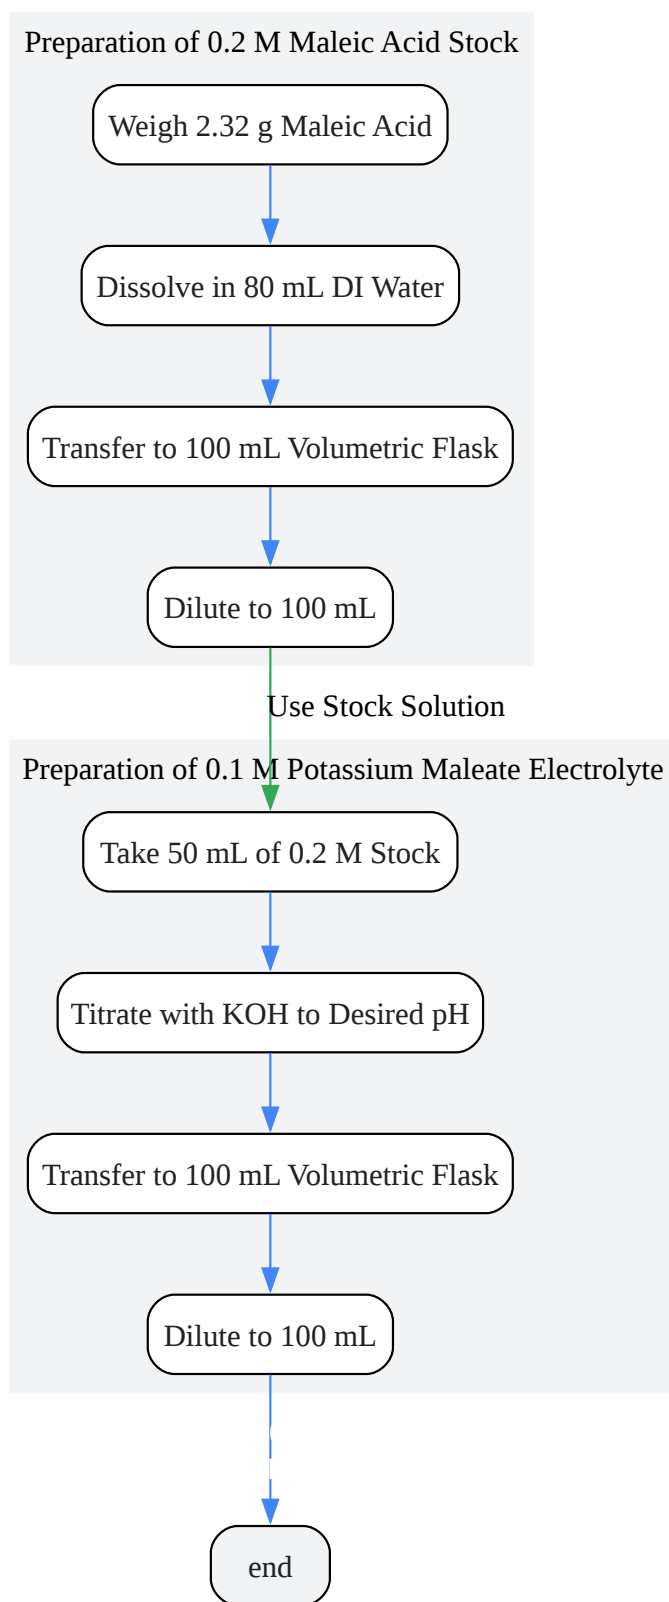 Preparation of 0.2 M Maleic Acid Stock
Weigh 2.32 g Maleic Acid
Dissolve in 80 mL DI Water
Transfer to 100 mL Volumetric Flask
Dilute to 100 mL
Use Stock Solution
Preparation of 0.1 M Potassium Maleate Electrolyte
Take 50 mL of 0.2 M Stock
Titrate with KOH to Desired pH
Transfer to 100 mL Volumetric Flask
Dilute to 100 mL
end